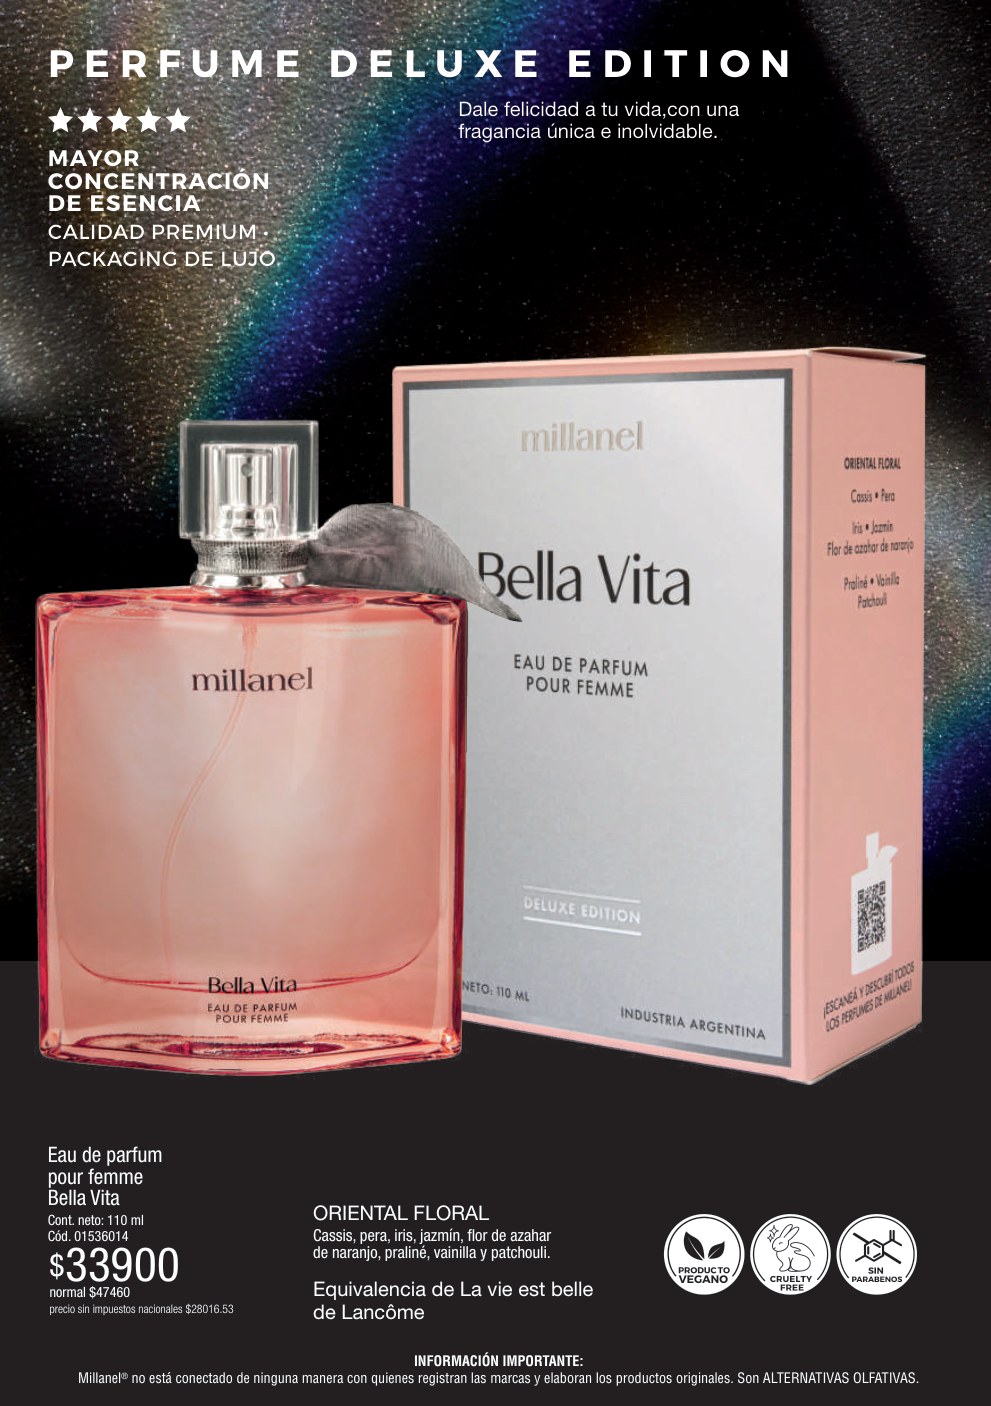 PERFUME DELUXE EDITION
Dale felicidad a tu vida,con una
fragancia única e inolvidable.
MAYOR
CONCENTRACIÓN
DE ESENCIA
CALIDAD PREMIUM •
PACKAGING DE LUJO.
millanel
Bella Vita
EAU DE PARFUM
POUR FEMME
DELUXE EDITION
NETO: 110 ML
INDUSTRIA ARGENTINA
ORIENTAL FLORAL
Cassis • Pera
Iris • Jazmín
Flor de azahar de naranjo
Praliné • Vainilla
Patchouli
¡ESCANEÁ Y DESCUBRÍ TODOS
LOS PERFUMES DE MILLANEL!
millanel
Bella Vita
EAU DE PARFUM
POUR FEMME
Eau de parfum
pour femme
Bella Vita
Cont. neto: 110 ml
Cód. 01536014
$33900
normal $47460
precio sin impuestos nacionales $28016.53
ORIENTAL FLORAL
Cassis, pera, iris, jazmín, flor de azahar
de naranjo, praliné, vainilla y patchouli.
Equivalencia de La vie est belle
de Lancôme
PRODUCTO
VEGANO
CRUELTY
FREE
SIN
PARABENOS
INFORMACIÓN IMPORTANTE:
Millanel® no está conectado de ninguna manera con quienes registran las marcas y elaboran los productos originales. Son ALTERNATIVAS OLFATIVAS.